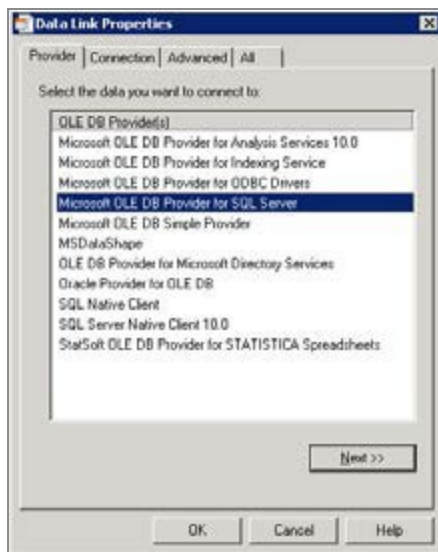 Data Link Properties
Provider Connection Advanced All
Select the data you want to connect to:
OLE DB Provider(s)
Microsoft OLE DB Provider for Analysis Services 10.0
Microsoft OLE DB Provider for Indexing Service
Microsoft OLE DB Provider for ODBC Drivers
Microsoft OLE DB Provider for SQL Server
Microsoft OLE DB Simple Provider
MSDataShape
OLE DB Provider for Microsoft Directory Services
Oracle Provider for OLE DB
SQL Native Client
SQL Server Native Client 10.0
StatSoft OLE DB Provider for STATISTICA Spreadsheets
Next >>
OK Cancel Help